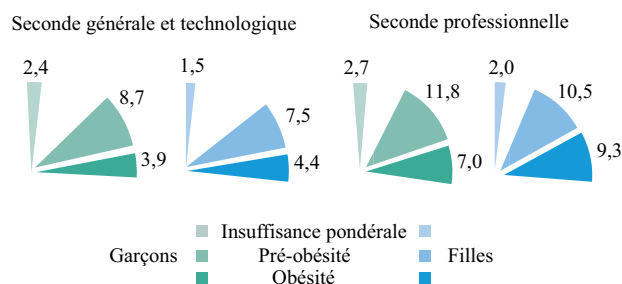 Seconde générale et technologique
Seconde professionnelle
2,4
8,7
3,9
1,5
7,5
4,4
2,7
11,8
7,0
2,0
10,5
9,3
Insuffisance pondérale
Garçons Pré-obésité Filles
Obésité